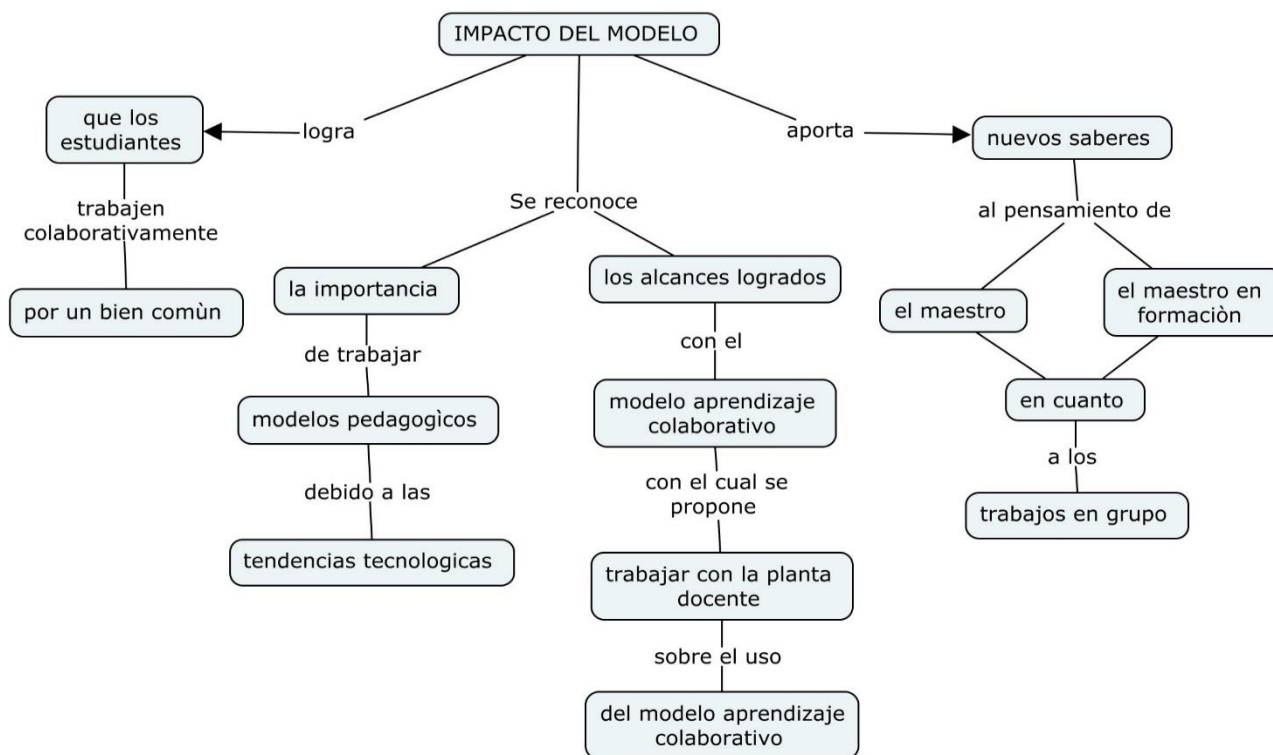 IMPACTO DEL MODELO
logra
que los
estudiantes
trabajen
colaborativamente
por un bien comùn
Se reconoce
la importancia
de trabajar
modelos pedagogìcos
debido a las
tendencias tecnologicas
los alcances logrados
con el
modelo aprendizaje
colaborativo
con el cual se
propone
trabajar con la planta
docente
sobre el uso
del modelo aprendizaje
colaborativo
aporta
nuevos saberes
al pensamiento de
el maestro
el maestro en
formaciòn
en cuanto
a los
trabajos en grupo